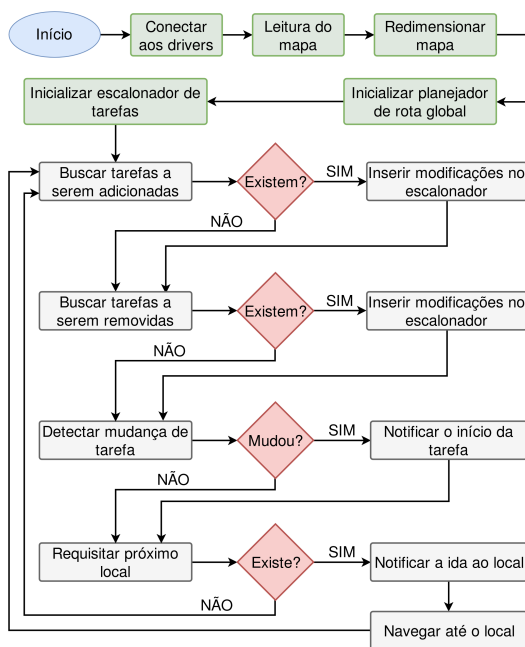 Início
Conectar
aos drivers
Leitura do
mapa
Redimensionar
mapa
Inicializar escalonador de
tarefas
Inicializar planejador
de rota global
Buscar tarefas a
serem adicionadas
Existem?
SIM
Inserir modificações no
escalonador
NÃO
Buscar tarefas a
serem removidas
Existem?
SIM
Inserir modificações no
escalonador
NÃO
Detectar mudança de
tarefa
Mudou?
SIM
Notificar o início da
tarefa
NÃO
Requisitar próximo
local
Existe?
SIM
Notificar a ida ao local
NÃO
Navegar até o local